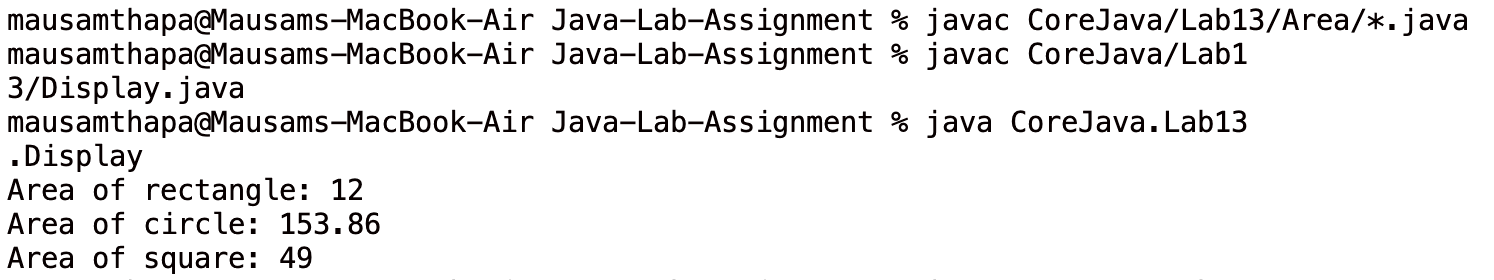 mausamthapa@Mausams-MacBook-Air Java-Lab-Assignment % javac CoreJava/Lab13/Area/*.java
mausamthapa@Mausams-MacBook-Air Java-Lab-Assignment % javac CoreJava/Lab1
3/Display.java
mausamthapa@Mausams-MacBook-Air Java-Lab-Assignment % java CoreJava.Lab13
.Display
Area of rectangle: 12
Area of circle: 153.86
Area of square: 49